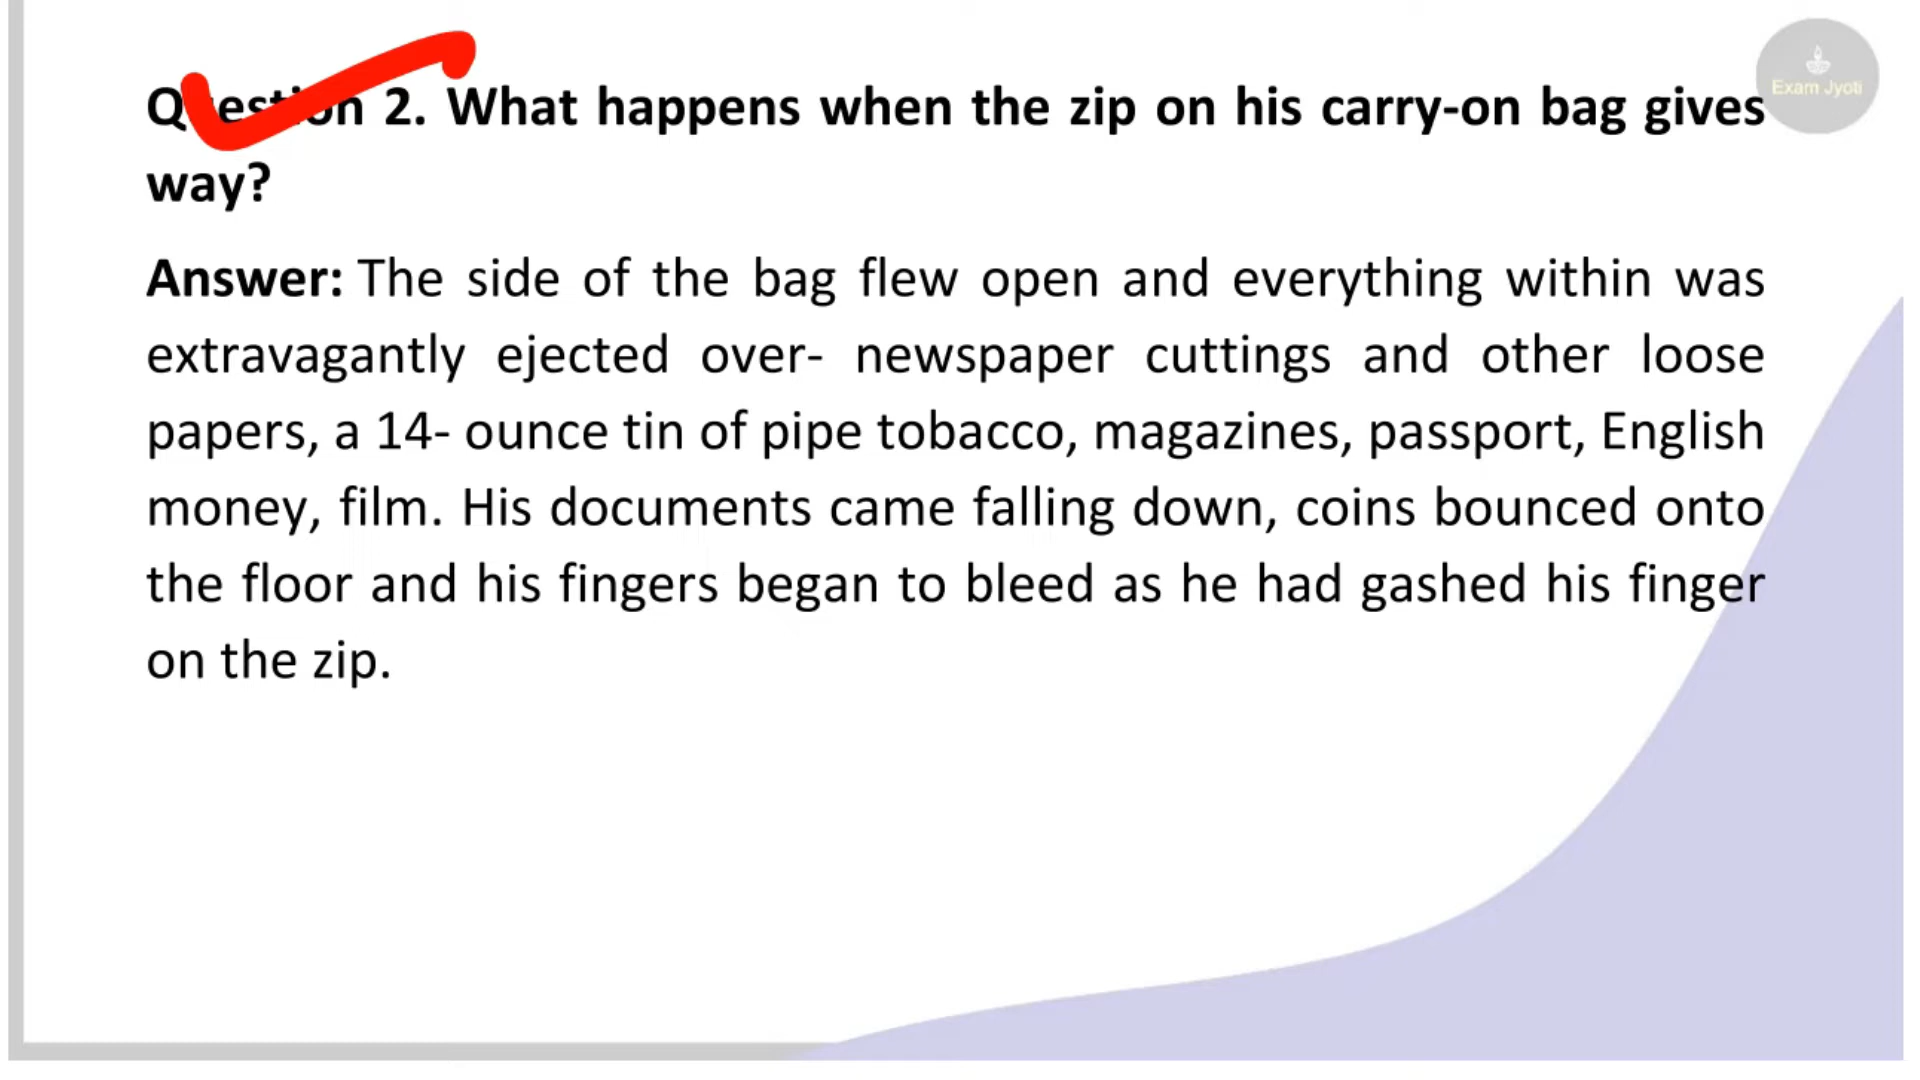 Exam Jyoti
Question 2. What happens when the zip on his carry-on bag gives
way?
Answer: The side of the bag flew open and everything within was
extravagantly ejected over- newspaper cuttings and other loose
papers, a 14- ounce tin of pipe tobacco, magazines, passport, English
money, film. His documents came falling down, coins bounced onto
the floor and his fingers began to bleed as he had gashed his finger
on the zip.